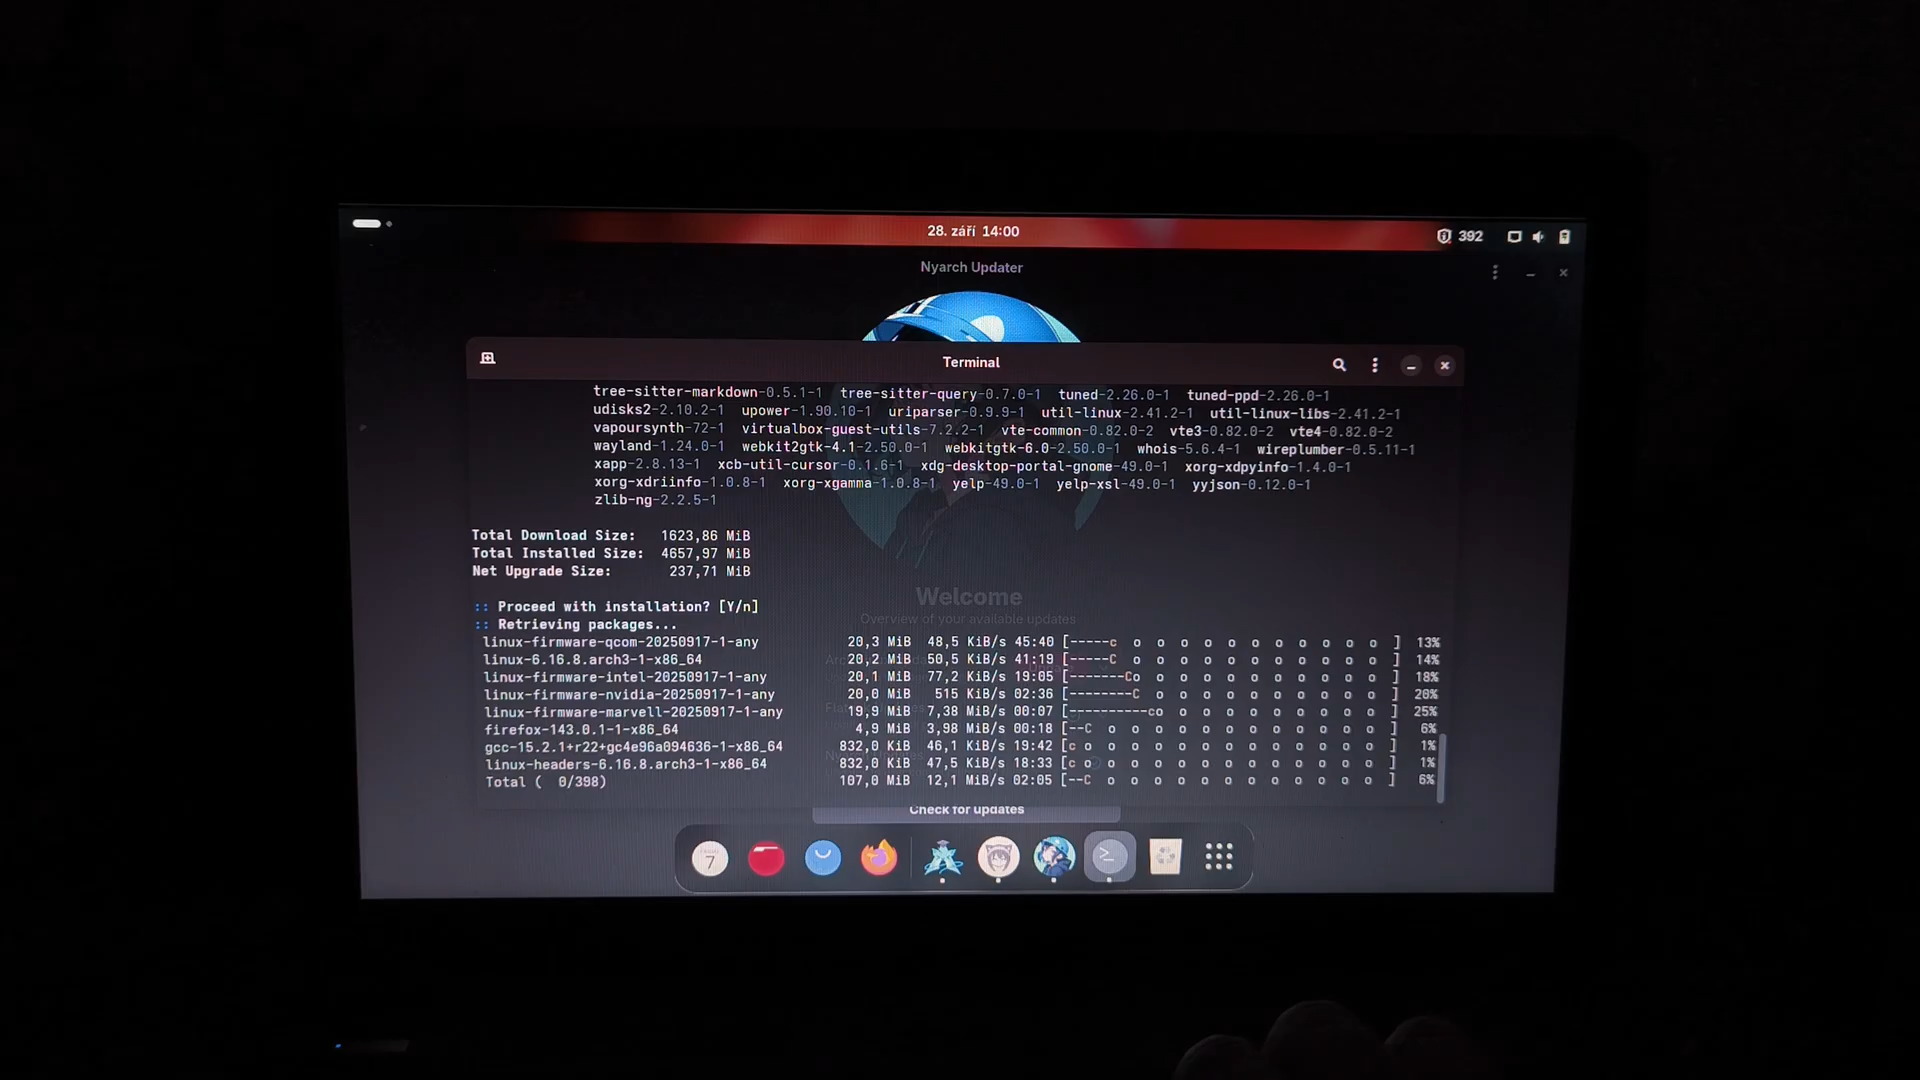 28. září 14:00
392
Nyarch Updater
Terminal
tree-sitter-markdown-0.5.1-1 tree-sitter-query-0.7.0-1 tuned-2.26.0-1 tuned-ppd-2.26.0-1
udisks2-2.10.2-1 upower-1.90.10-1 uriparser-0.9.9-1 util-linux-2.41.2-1 util-linux-libs-2.41.2-1
vapoursynth-72-1 virtualbox-guest-utils-7.2.2-1 vte-common-0.82.0-2 vte3-0.82.0-2 vte4-0.82.0-2
wayland-1.24.0-1 webkit2gtk-4.1-2.50.0-1 webkitgtk-6.0-2.50.0-1 whois-5.6.4-1 wireplumber-0.5.11-1
xapp-2.8.13-1 xcb-util-cursor-0.1.6-1 xdg-desktop-portal-gnome-49.0-1 xorg-xdpyinfo-1.4.0-1
xorg-xdriinfo-1.0.8-1 xorg-xgamma-1.0.8-1 yelp-49.0-1 yelp-xsl-49.0-1 yyjson-0.12.0-1
zlib-ng-2.2.5-1
Total Download Size: 1623,86 MiB
Total Installed Size: 4657,97 MiB
Net Upgrade Size: 237,71 MiB
Welcome
Overview of your available updates
:: Proceed with installation? [Y/n]
:: Retrieving packages...
linux-firmware-qcom-20250917-1-any 20,3 MiB 48,5 KiB/s 45:40 [-----c o o o o o o o o o o o ] 13%
linux-6.16.8.arch3-1-x86_64 20,2 MiB 50,5 KiB/s 41:19 [-----C o o o o o o o o o o o ] 14%
linux-firmware-intel-20250917-1-any 20,1 MiB 77,2 KiB/s 19:05 [-------Co o o o o o o o o o o ] 18%
linux-firmware-nvidia-20250917-1-any 20,0 MiB 515 KiB/s 02:36 [--------C o o o o o o o o o o ] 20%
linux-firmware-marvell-20250917-1-any 19,9 MiB 7,38 MiB/s 00:07 [----------co o o o o o o o o o ] 25%
firefox-143.0.1-1-x86_64 4,9 MiB 3,98 MiB/s 00:18 [--C o o o o o o o o o o o o ] 6%
gcc-15.2.1+r22+gc4e96a094636-1-x86_64 832,0 KiB 46,1 KiB/s 19:42 [c o o o o o o o o o o o o o ] 1%
linux-headers-6.16.8.arch3-1-x86_64 832,0 KiB 47,5 KiB/s 18:33 [c o o o o o o o o o o o o o ] 1%
Total ( 0/398) 107,0 MiB 12,1 MiB/s 02:05 [--C o o o o o o o o o o o o ] 6%
Check for updates
7